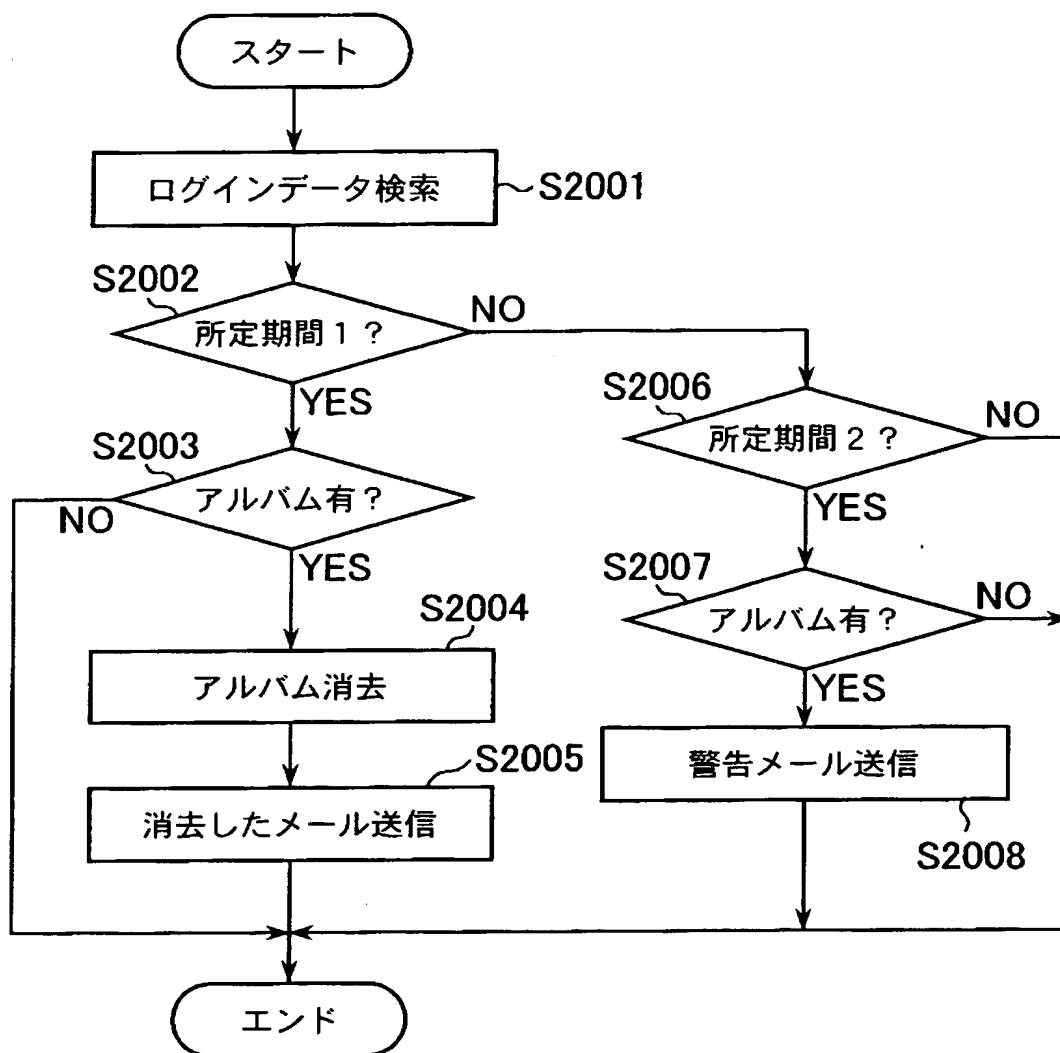 スタート
ログインデータ検索
S2001
S2002
所定期間1?
NO
YES
S2003
アルバム有?
NO
YES
S2004
アルバム消去
S2005
消去したメール送信
S2006
所定期間2?
NO
YES
S2007
アルバム有?
NO
YES
警告メール送信
S2008
エンド